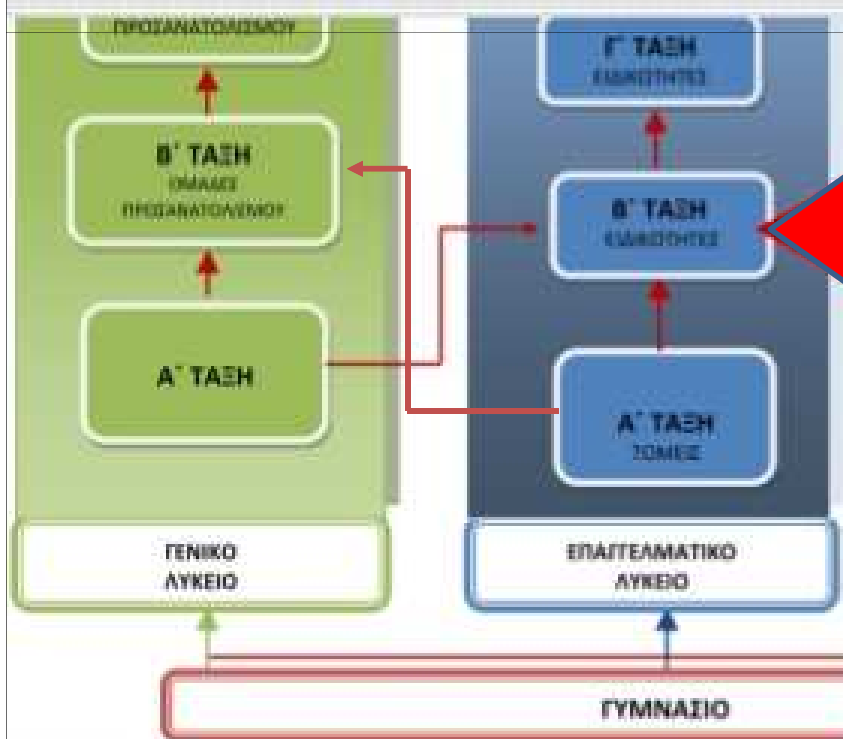 ΠΡΟΣΑΝΑΤΟΛΙΣΜΟΥ
Β΄ ΤΑΞΗ
ΟΜΑΔΕΣ
ΠΡΟΣΑΝΑΤΟΛΙΣΜΟΥ
Α΄ ΤΑΞΗ
ΓΕΝΙΚΟ
ΛΥΚΕΙΟ
Γ΄ ΤΑΞΗ
ΕΙΔΙΚΟΤΗΤΕΣ
Β΄ ΤΑΞΗ
ΕΙΔΙΚΟΤΗΤΕΣ
Α΄ ΤΑΞΗ
ΤΟΜΕΙΣ
ΕΠΑΓΓΕΛΜΑΤΙΚΟ
ΛΥΚΕΙΟ
ΓΥΜΝΑΣΙΟ